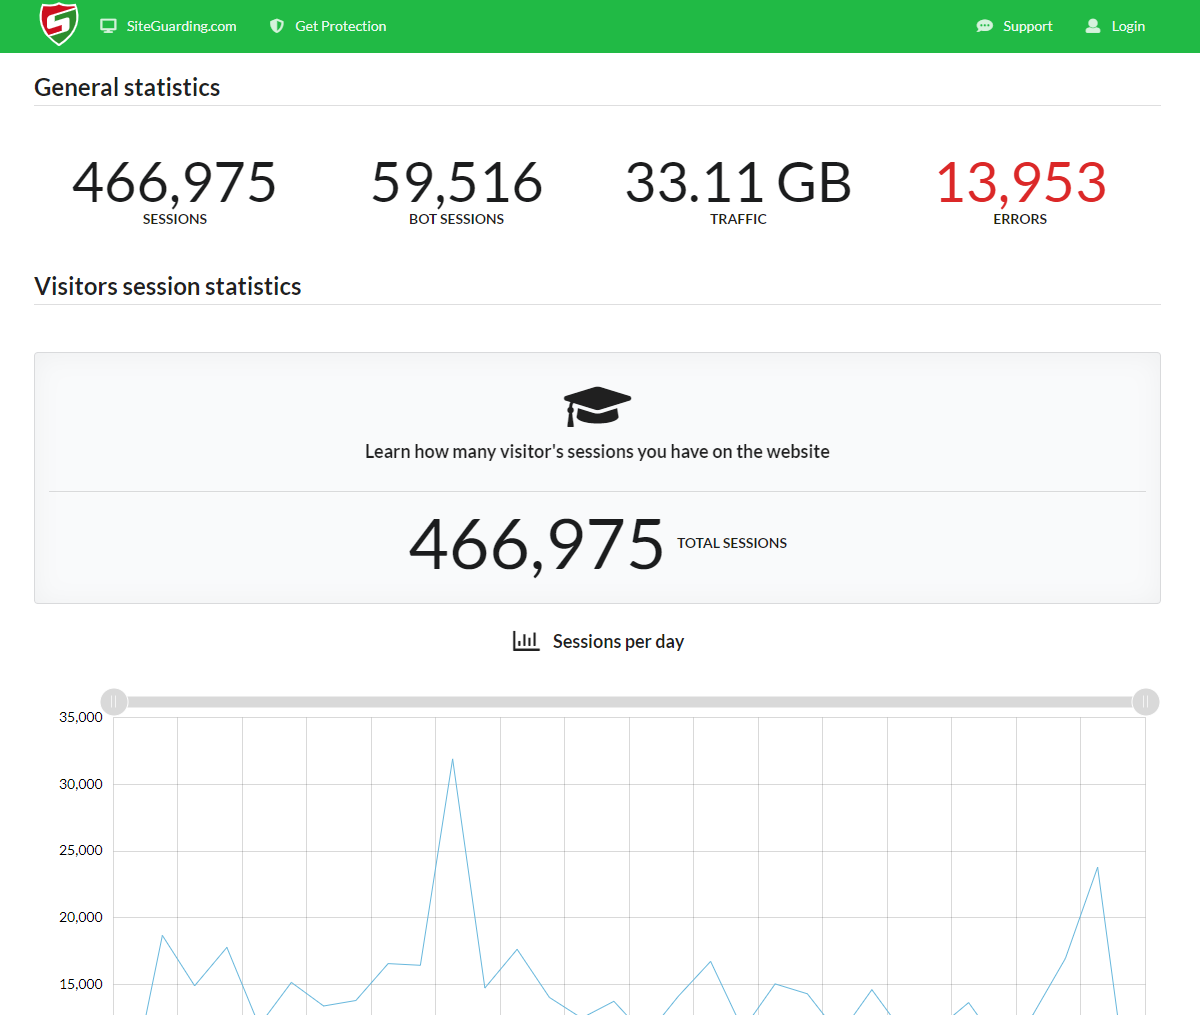 SiteGuarding.com Get Protection Support Login
General statistics
466,975 59,516 33.11 GB 13,953
SESSIONS BOT SESSIONS TRAFFIC ERRORS
Visitors session statistics
Learn how many visitor's sessions you have on the website
466,975 TOTAL SESSIONS
Sessions per day
35,000
30,000
25,000
20,000
15,000